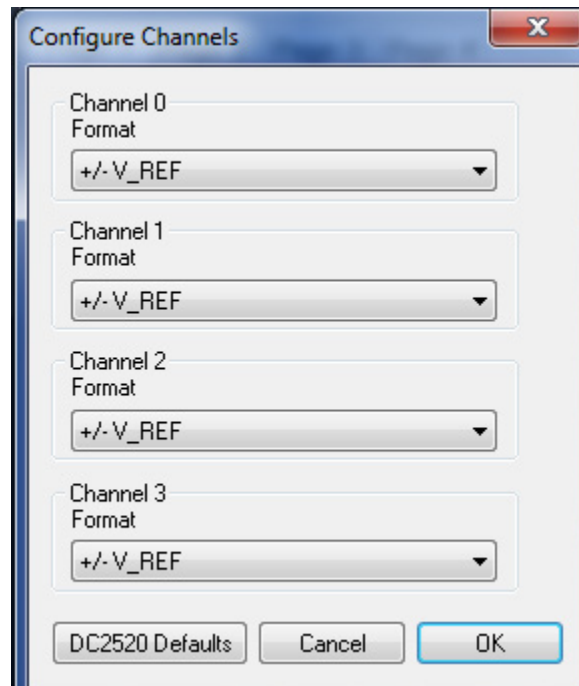 Configure Channels
Channel 0
Format
+/- V_REF
Channel 1
Format
+/- V_REF
Channel 2
Format
+/- V_REF
Channel 3
Format
+/- V_REF
DC2520 Defaults
Cancel
OK